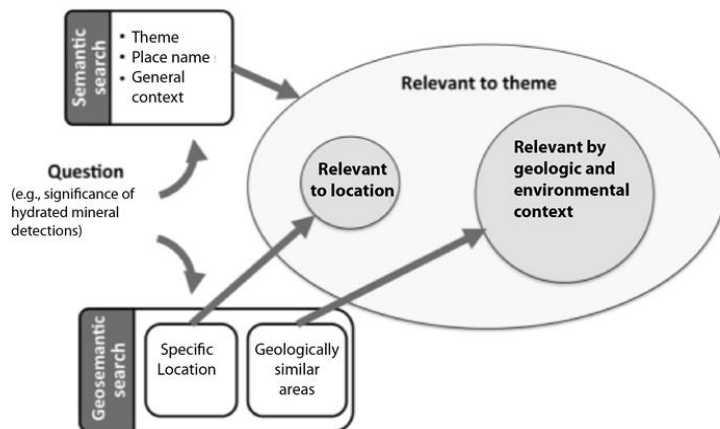 Semantic
search
• Theme
• Place name
• General
context
Relevant to theme
Relevant
to location
Relevant by
geologic and
environmental
context
Question
(e.g., significance of
hydrated mineral
detections)
Geosemantic
search
Specific
Location
Geologically
similar
areas